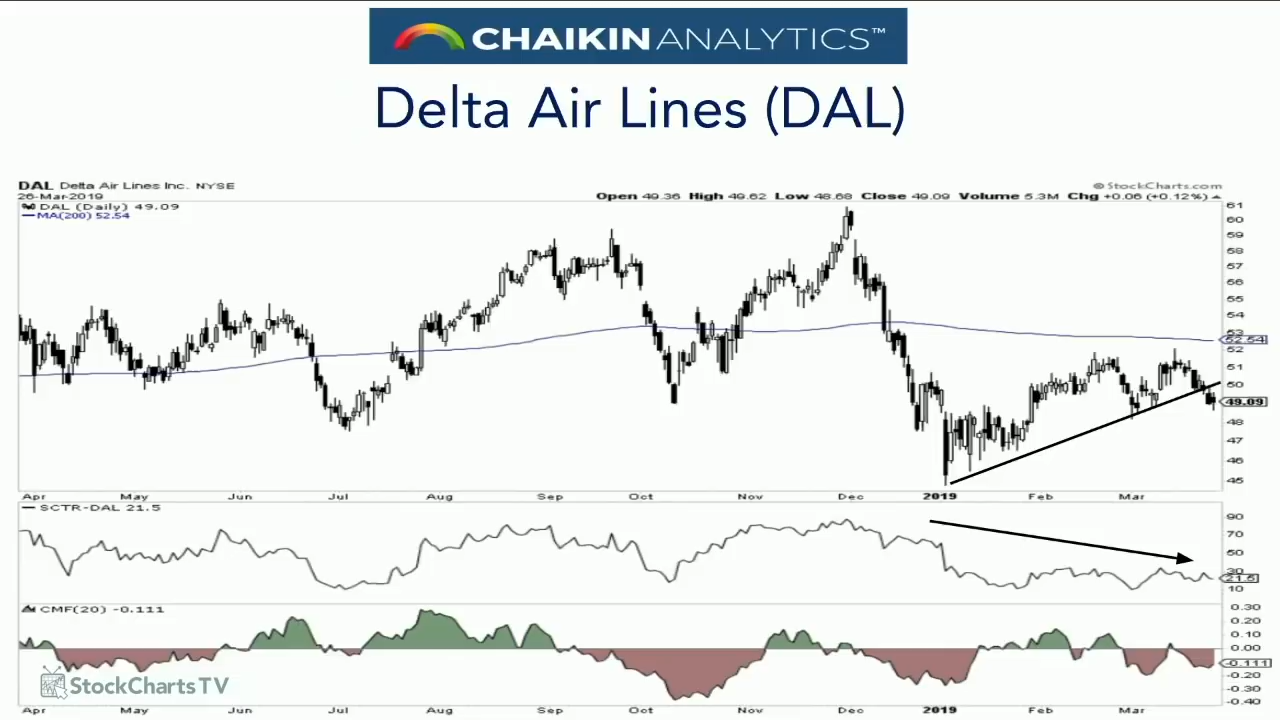 CHAIKIN ANALYTICS™
Delta Air Lines (DAL)
DAL Delta Air Lines Inc. NYSE
© StockCharts.com
26-Mar-2019
Open 49.36 High 49.62 Low 48.68 Close 49.09 Volume 5.3M Chg +0.06 (+0.12%)
DAL (Daily) 49.09
MA(200) 52.54
61
60
59
58
57
56
55
54
53
52.54
52
51
50
49.09
48
47
46
45
Apr May Jun Jul Aug Sep Oct Nov Dec 2019 Feb Mar
SCTR-DAL 21.5
90
70
50
30
21.5
10
CMF(20) -0.111
0.30
0.20
0.10
0.00
-0.111
-0.20
-0.30
-0.40
StockCharts TV
Apr May Jun Jul Aug Sep Oct Nov Dec 2019 Feb Mar